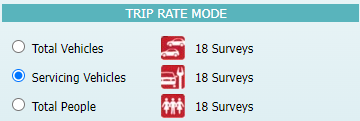 TRIP RATE MODE
Total Vehicles 18 Surveys
Servicing Vehicles 18 Surveys
Total People 18 Surveys